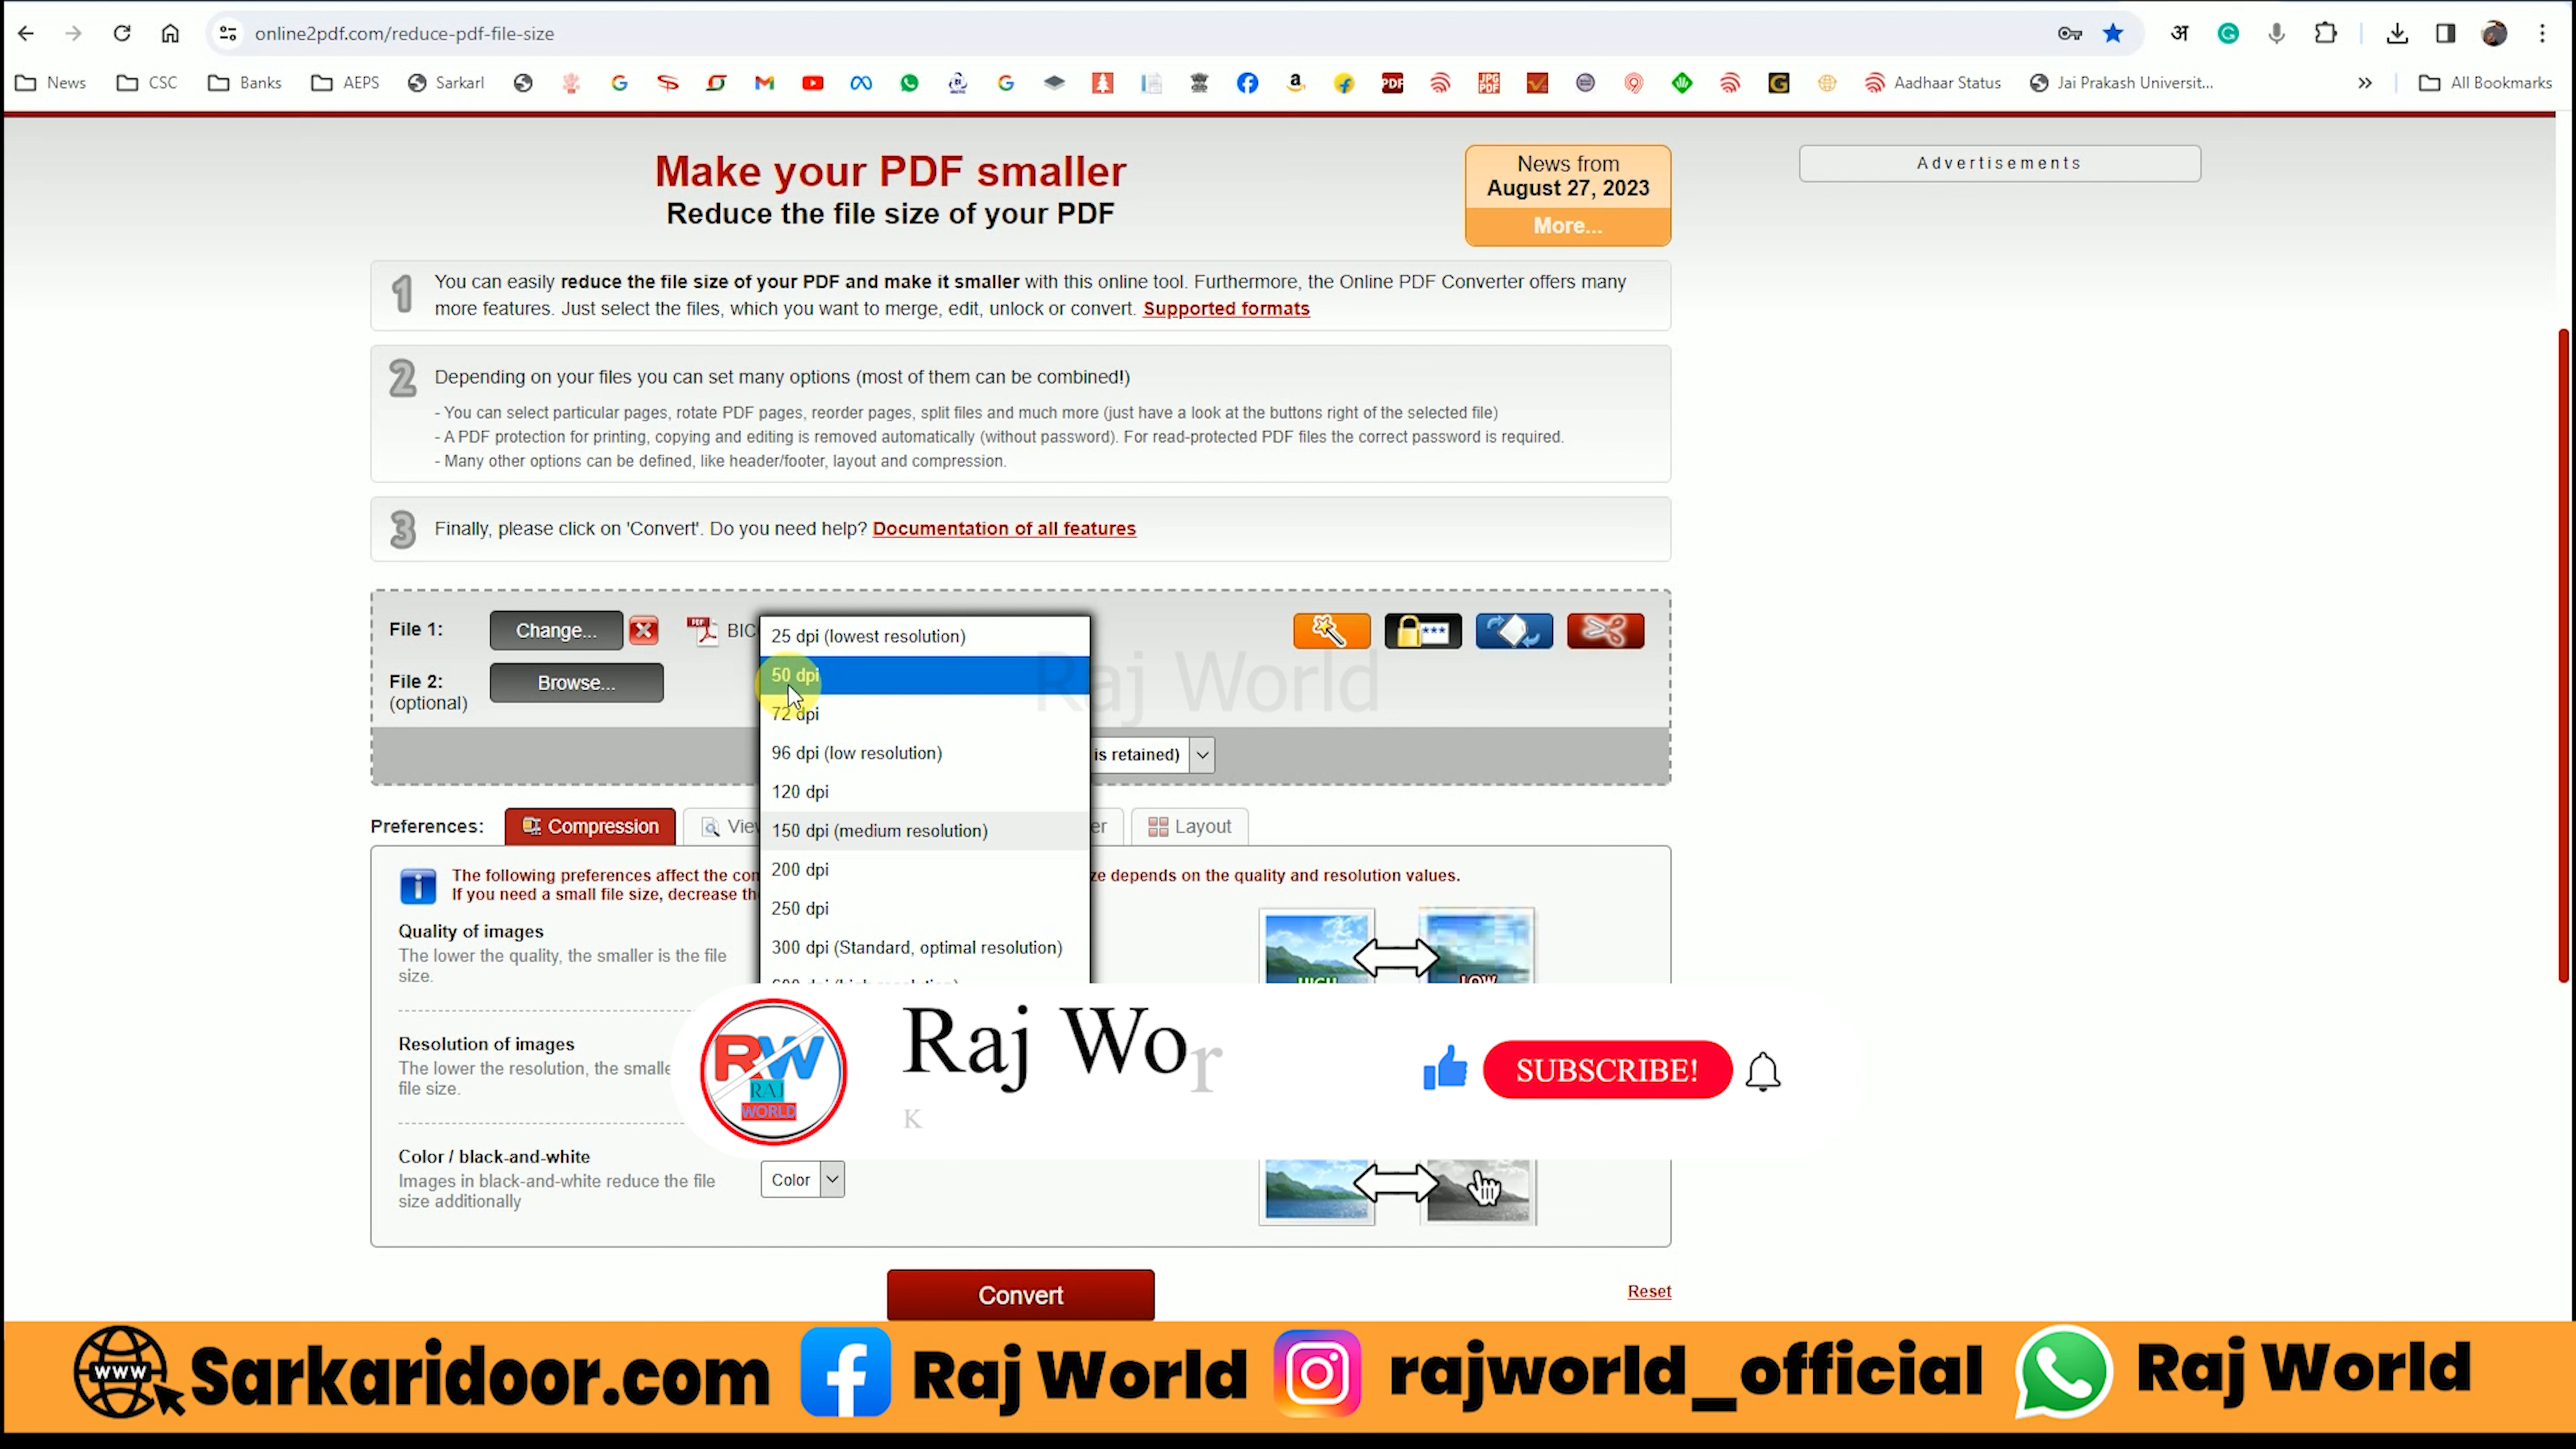 online2pdf.com/reduce-pdf-file-size
अ
News CSC Banks AEPS Sarkarl Aadhaar Status Jai Prakash Universit... All Bookmarks
Make your PDF smaller
Reduce the file size of your PDF
News from
August 27, 2023
More...
Advertisements
1 You can easily reduce the file size of your PDF and make it smaller with this online tool. Furthermore, the Online PDF Converter offers many
more features. Just select the files, which you want to merge, edit, unlock or convert. Supported formats
2 Depending on your files you can set many options (most of them can be combined!)
- You can select particular pages, rotate PDF pages, reorder pages, split files and much more (just have a look at the buttons right of the selected file)
- A PDF protection for printing, copying and editing is removed automatically (without password). For read-protected PDF files the correct password is required.
- Many other options can be defined, like header/footer, layout and compression.
3 Finally, please click on 'Convert'. Do you need help? Documentation of all features
File 1: Change... PDF BIC
File 2: Browse...
(optional)
25 dpi (lowest resolution)
50 dpi
72 dpi
96 dpi (low resolution)
120 dpi
150 dpi (medium resolution)
200 dpi
250 dpi
300 dpi (Standard, optimal resolution)
Raj World
is retained)
Preferences: Compression Vie er Layout
The following preferences affect the con ze depends on the quality and resolution values.
If you need a small file size, decrease th
Quality of images
The lower the quality, the smaller is the file
size.
HIGH LOW
Resolution of images
The lower the resolution, the smalle
file size.
RW
RAJ
WORLD
Raj Wor
K
SUBSCRIBE!
Color / black-and-white
Images in black-and-white reduce the file
size additionally
Color
Convert
Reset
www Sarkaridoor.com Raj World rajworld_official Raj World